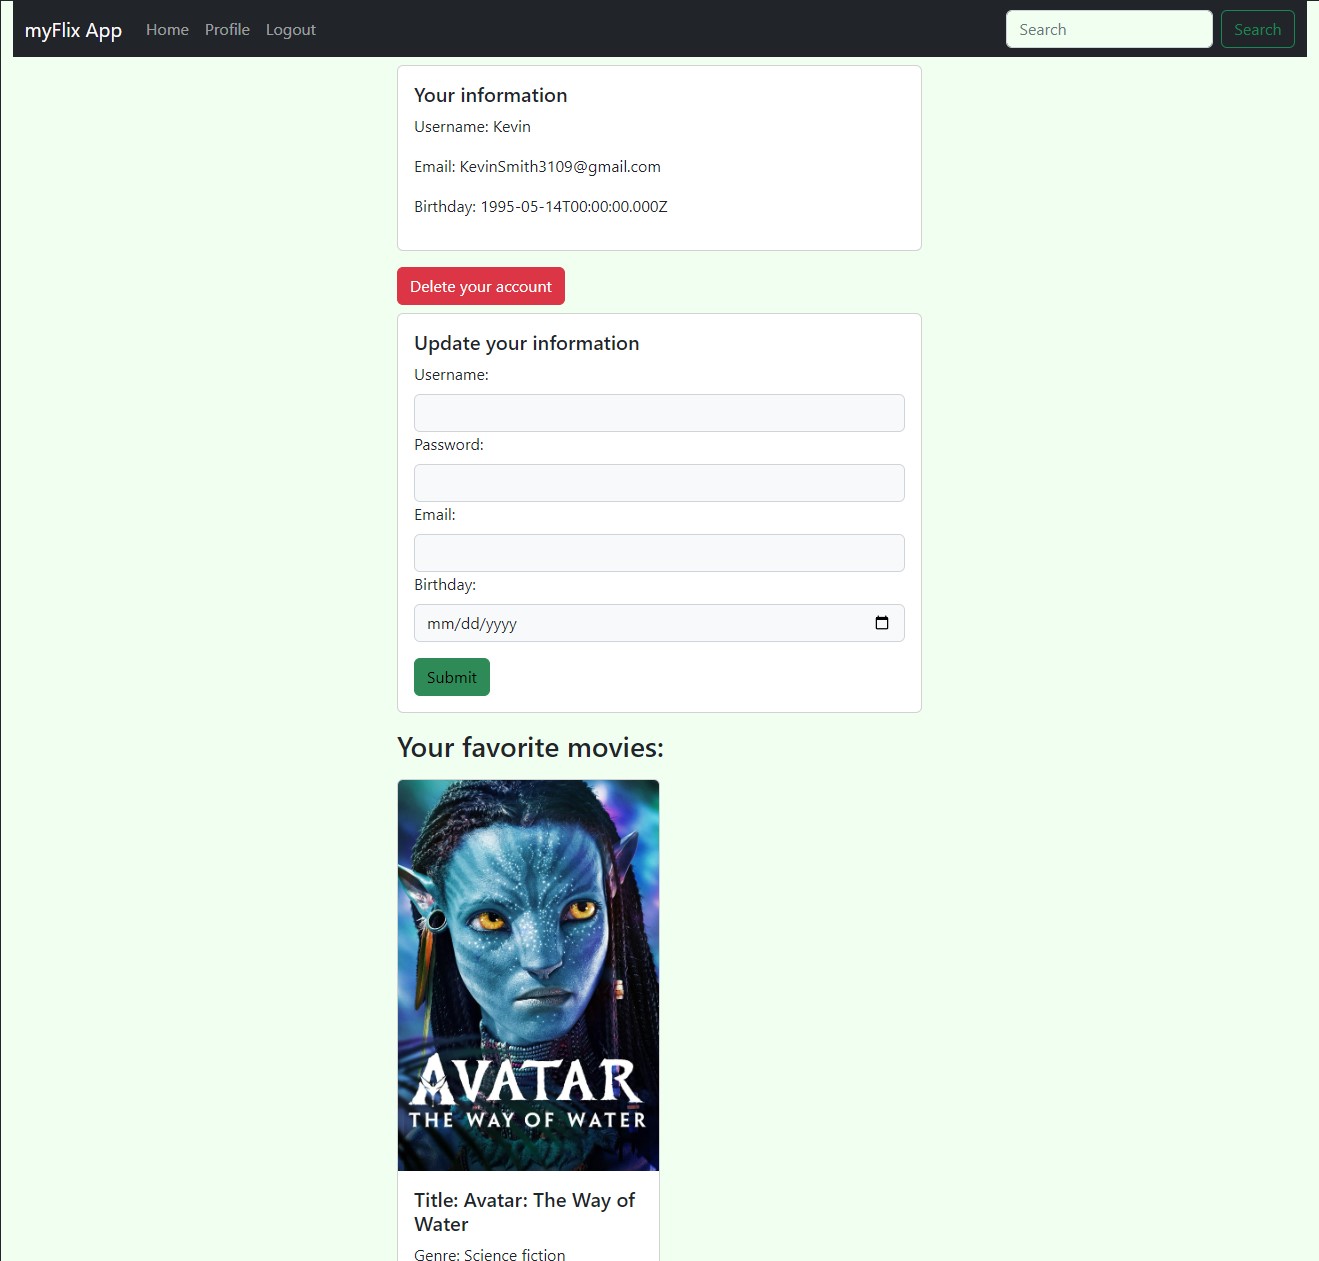 myFlix App Home Profile Logout Search Search
Your information
Username: Kevin
Email: KevinSmith3109@gmail.com
Birthday: 1995-05-14T00:00:00.000Z
Delete your account
Update your information
Username:
Password:
Email:
Birthday:
mm/dd/yyyy
Submit
Your favorite movies:
AVATAR
THE WAY OF WATER
Title: Avatar: The Way of
Water
Genre: Science fiction